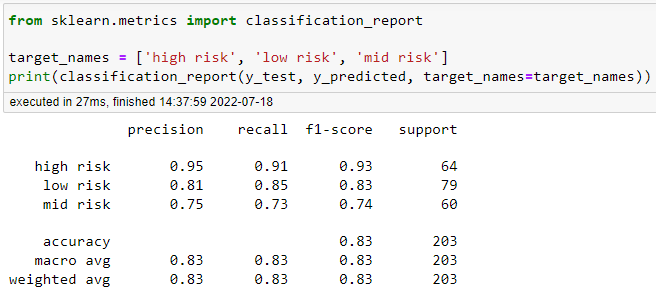 from sklearn.metrics import classification_report
target_names = ['high risk', 'low risk', 'mid risk']
print(classification_report(y_test, y_predicted, target_names=target_names))
executed in 27ms, finished 14:37:59 2022-07-18
precision recall f1-score support
high risk 0.95 0.91 0.93 64
low risk 0.81 0.85 0.83 79
mid risk 0.75 0.73 0.74 60
accuracy 0.83 203
macro avg 0.83 0.83 0.83 203
weighted avg 0.83 0.83 0.83 203